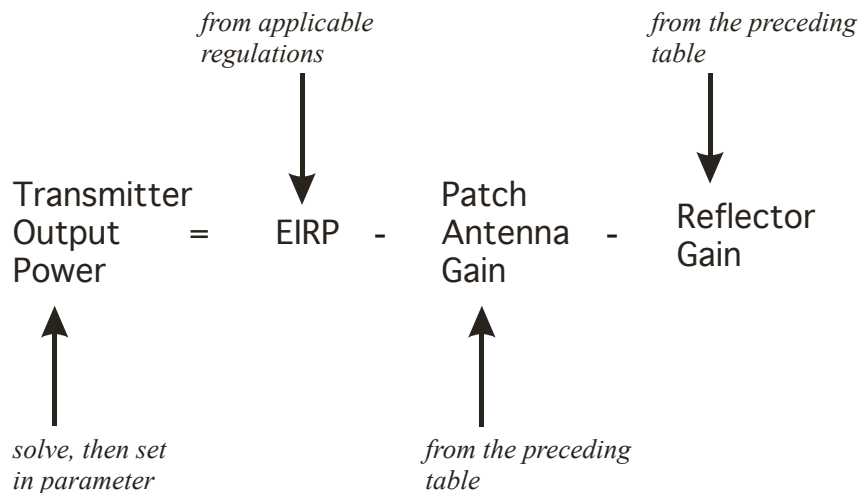 from applicable
regulations
from the preceding
table
Transmitter
Output
Power
=
EIRP
-
Patch
Antenna
Gain
-
Reflector
Gain
solve, then set
in parameter
from the preceding
table